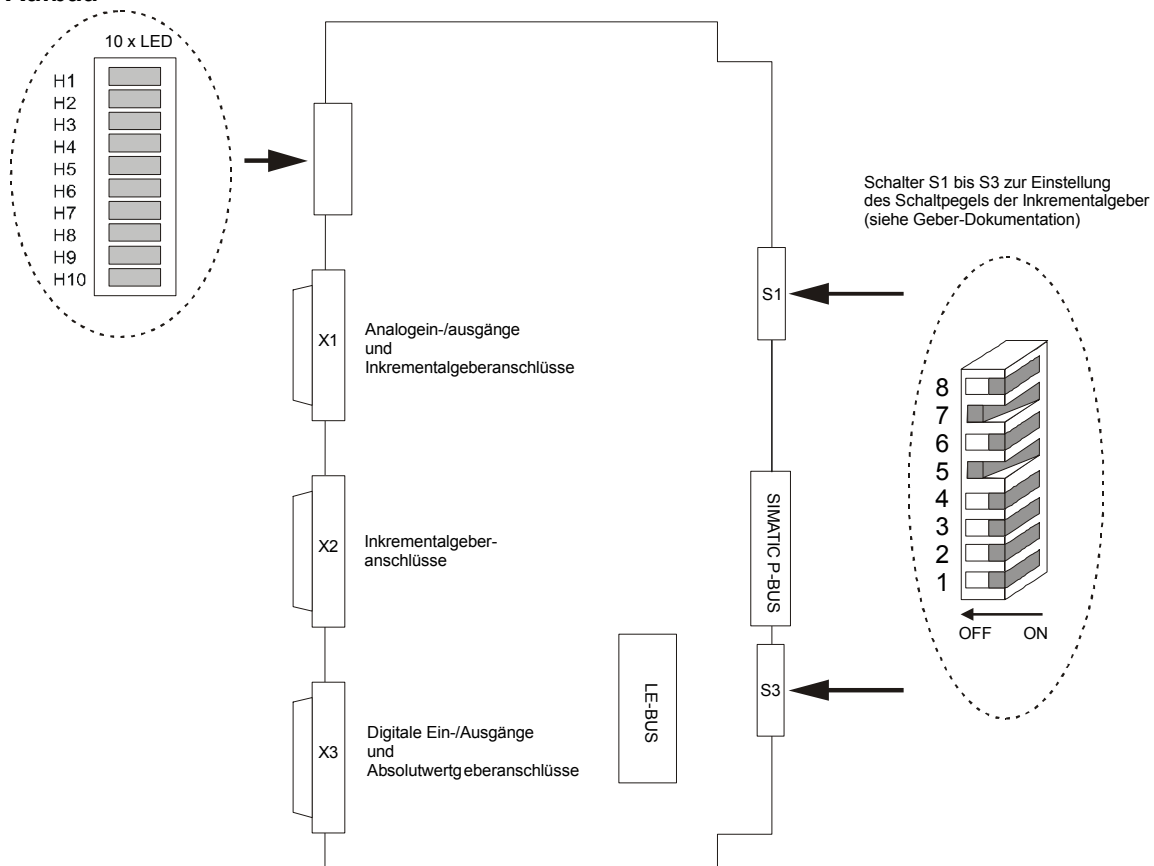 10 x LED
H1
H2
H3
H4
H5
H6
H7
H8
H9
H10
X1
Analogein-/ausgänge
und
Inkrementalgeberanschlüsse
X2
Inkrementalgeber-
anschlüsse
X3
Digitale Ein-/Ausgänge
und
Absolutwertgeberanschlüsse
LE-BUS
SIMATIC P-BUS
S1
S3
Schalter S1 bis S3 zur Einstellung
des Schaltpegels der Inkrementalgeber
(siehe Geber-Dokumentation)
8
7
6
5
4
3
2
1
OFF ON